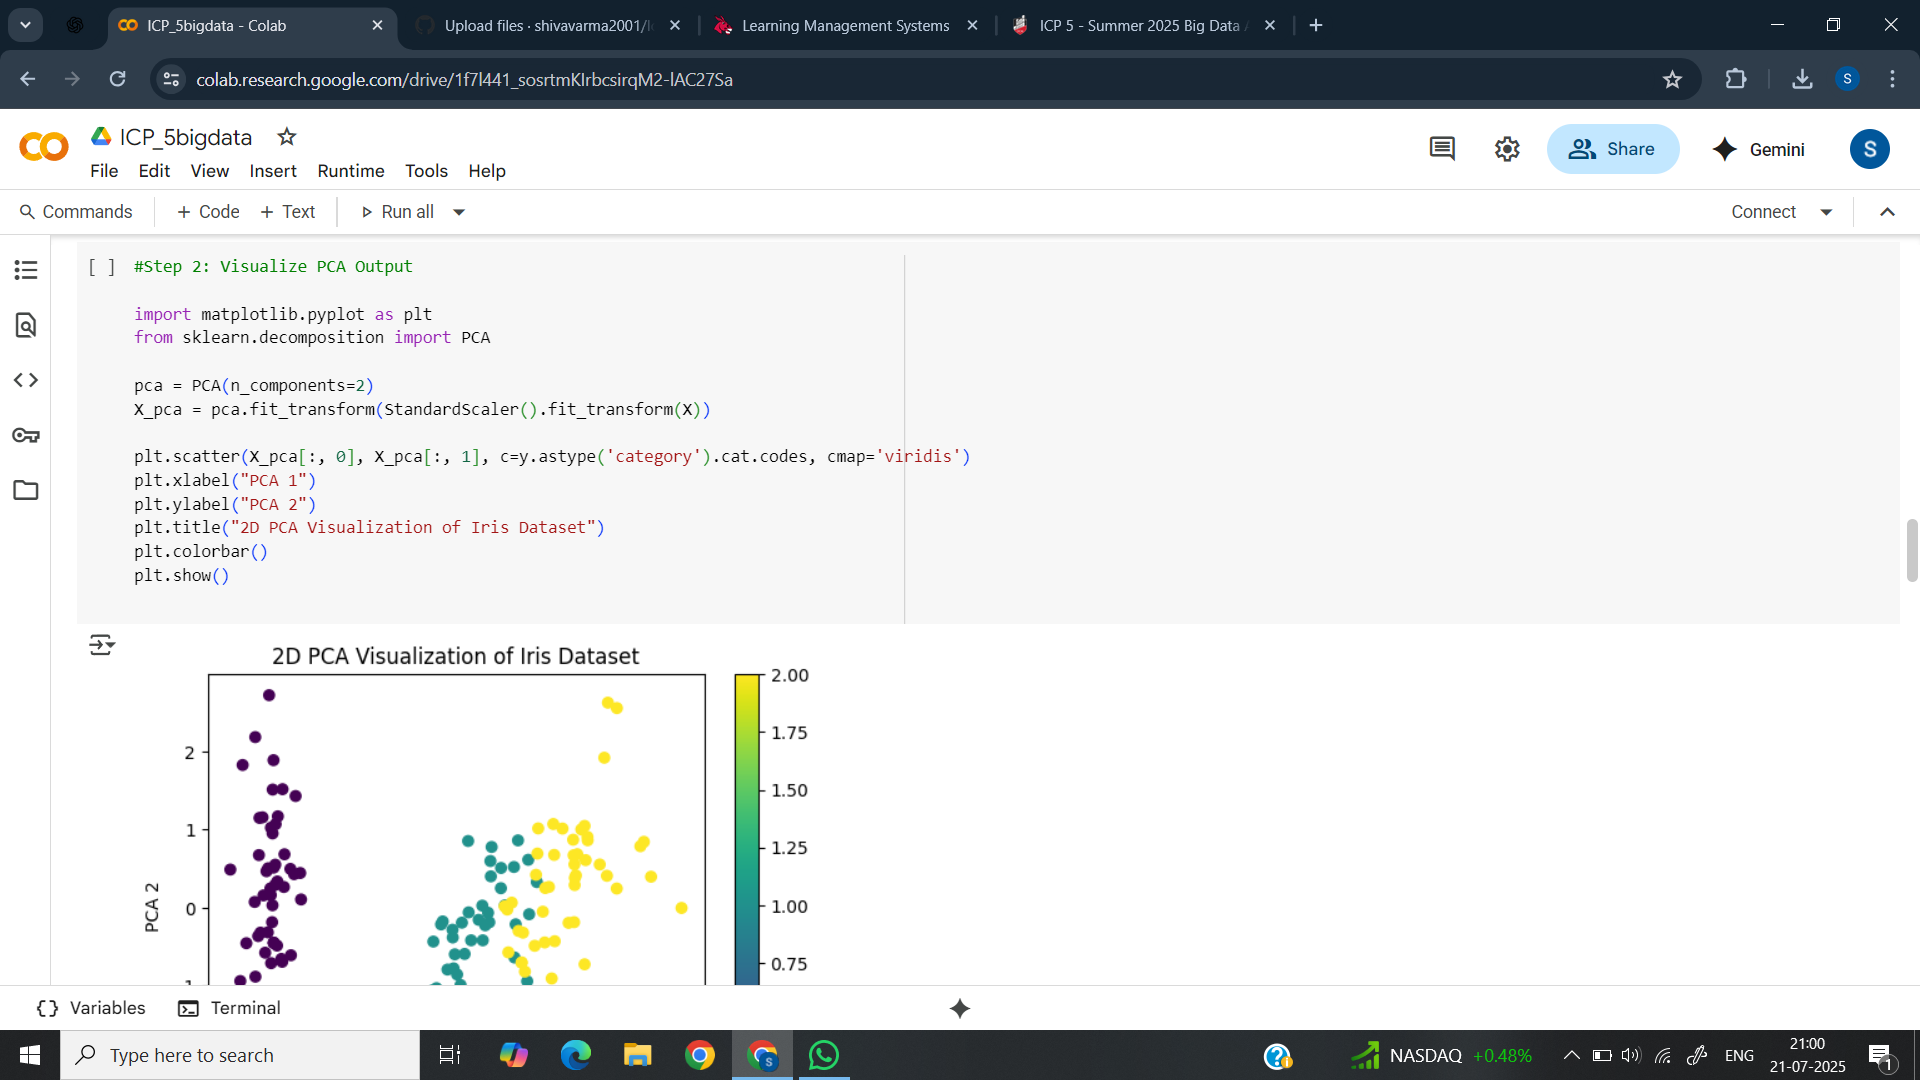 ICP_5bigdata - Colab
Upload files · shivavarma2001/
Learning Management Systems
ICP 5 - Summer 2025 Big Data
colab.research.google.com/drive/1f7l441_sosrtmKIrbcsirqM2-lAC27Sa
S
CO
ICP_5bigdata
File Edit View Insert Runtime Tools Help
Share
Gemini
S
Commands
+ Code + Text
Run all
Connect
[ ] #Step 2: Visualize PCA Output
import matplotlib.pyplot as plt
from sklearn.decomposition import PCA
pca = PCA(n_components=2)
X_pca = pca.fit_transform(StandardScaler().fit_transform(X))
plt.scatter(X_pca[:, 0], X_pca[:, 1], c=y.astype('category').cat.codes, cmap='viridis')
plt.xlabel("PCA 1")
plt.ylabel("PCA 2")
plt.title("2D PCA Visualization of Iris Dataset")
plt.colorbar()
plt.show()
2D PCA Visualization of Iris Dataset
2
1
0
PCA 2
2.00
1.75
1.50
1.25
1.00
0.75
Variables
Terminal
Type here to search
S
NASDAQ +0.48%
ENG
21:00
21-07-2025
1